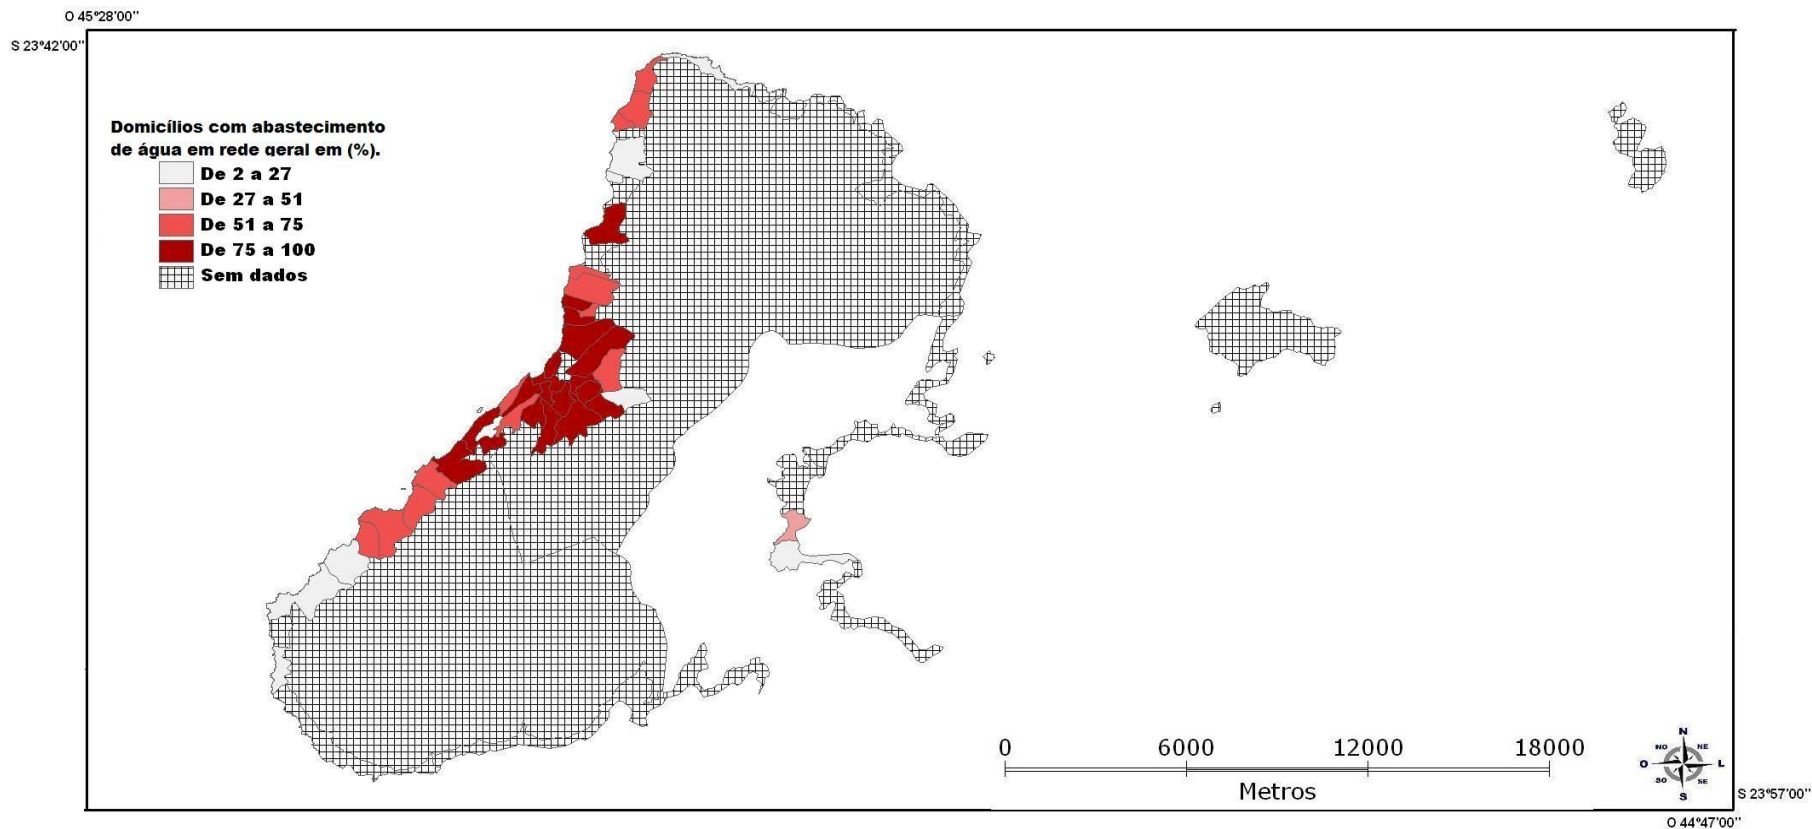 O 45°28'00''
S 23°42'00''
Domicílios com abastecimento
de água em rede geral em (%).
De 2 a 27
De 27 a 51
De 51 a 75
De 75 a 100
Sem dados
0 6000 12000 18000
Metros
N
NO NE
O L
SO SE
S
S 23°57'00''
O 44°47'00''